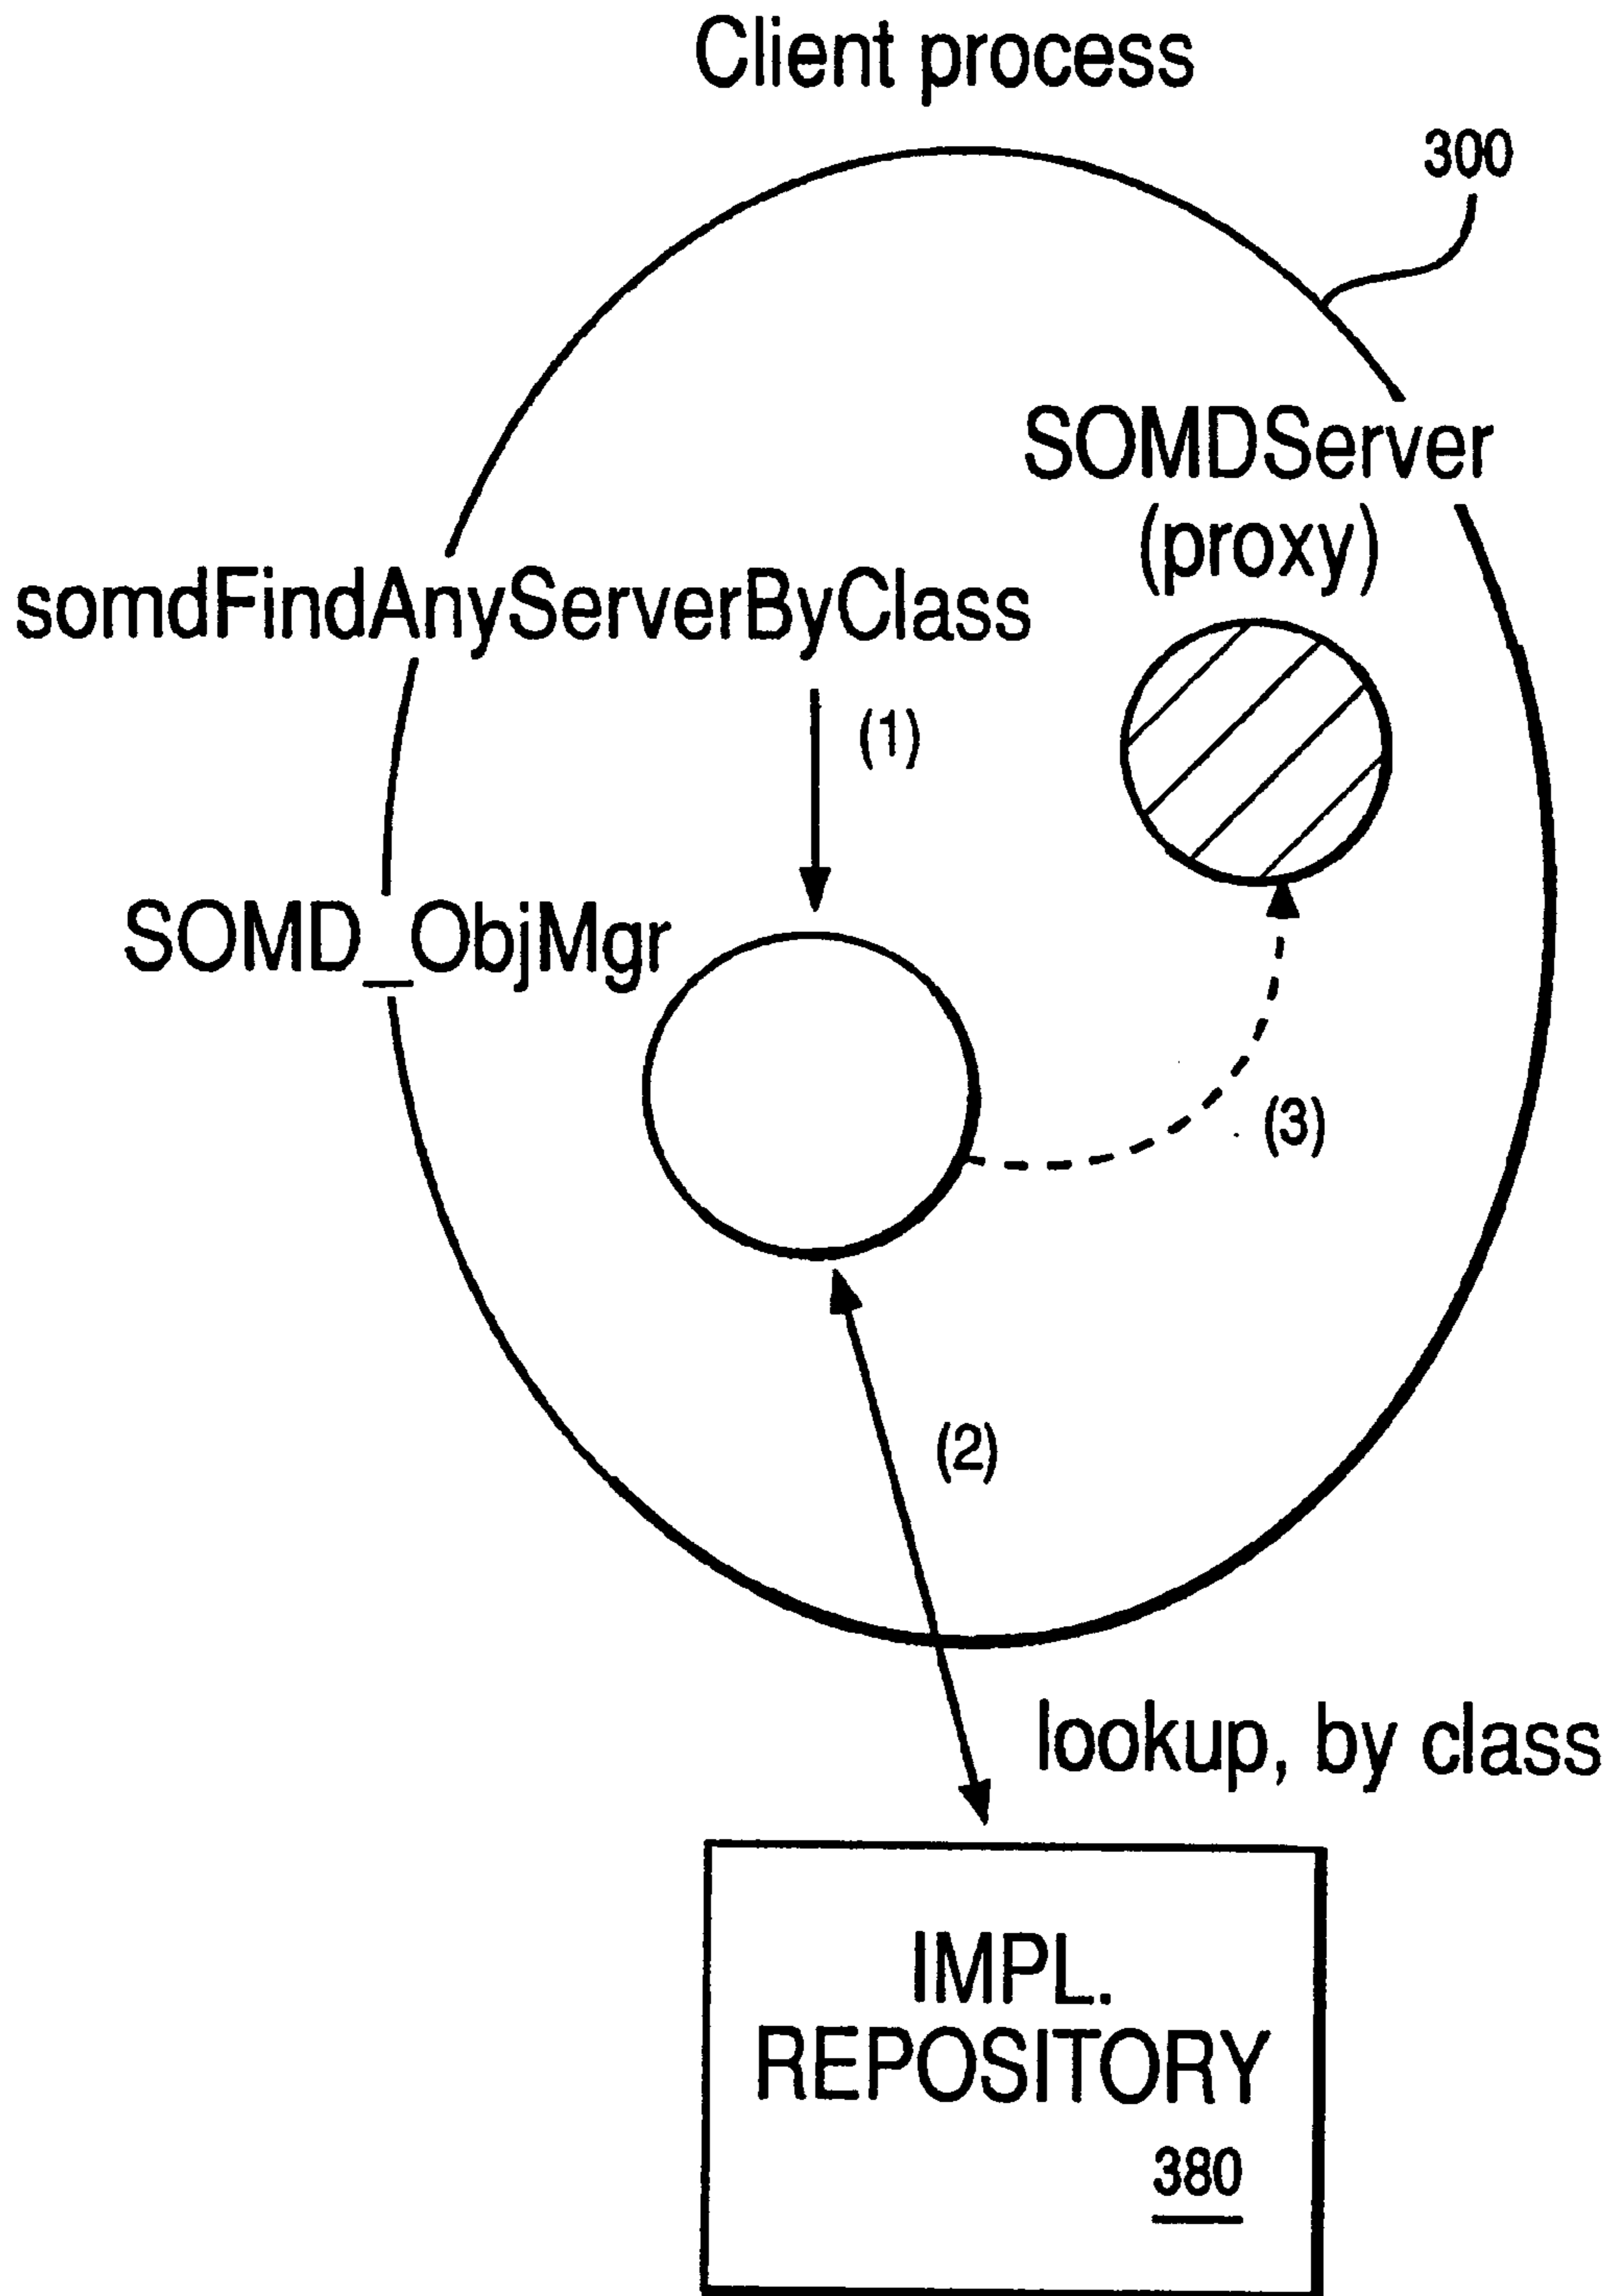 Client process
300
SOMDServer
(proxy)
somdFindAnyServerByClass
(1)
SOMD_ObjMgr
(3)
(2)
lookup, by class
IMPL.
REPOSITORY
380